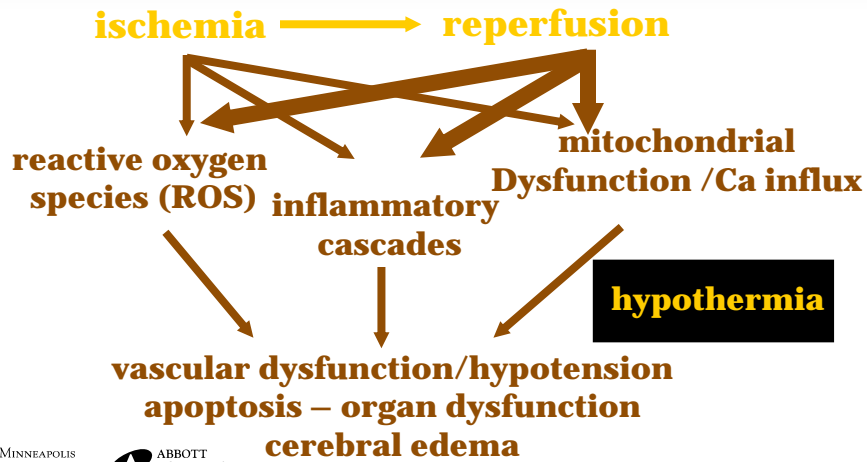 ischemia
reperfusion
reactive oxygen
species (ROS)
inflammatory
cascades
mitochondrial
Dysfunction /Ca influx
hypothermia
vascular dysfunction/hypotension
apoptosis – organ dysfunction
cerebral edema
MINNEAPOLIS
ABBOTT